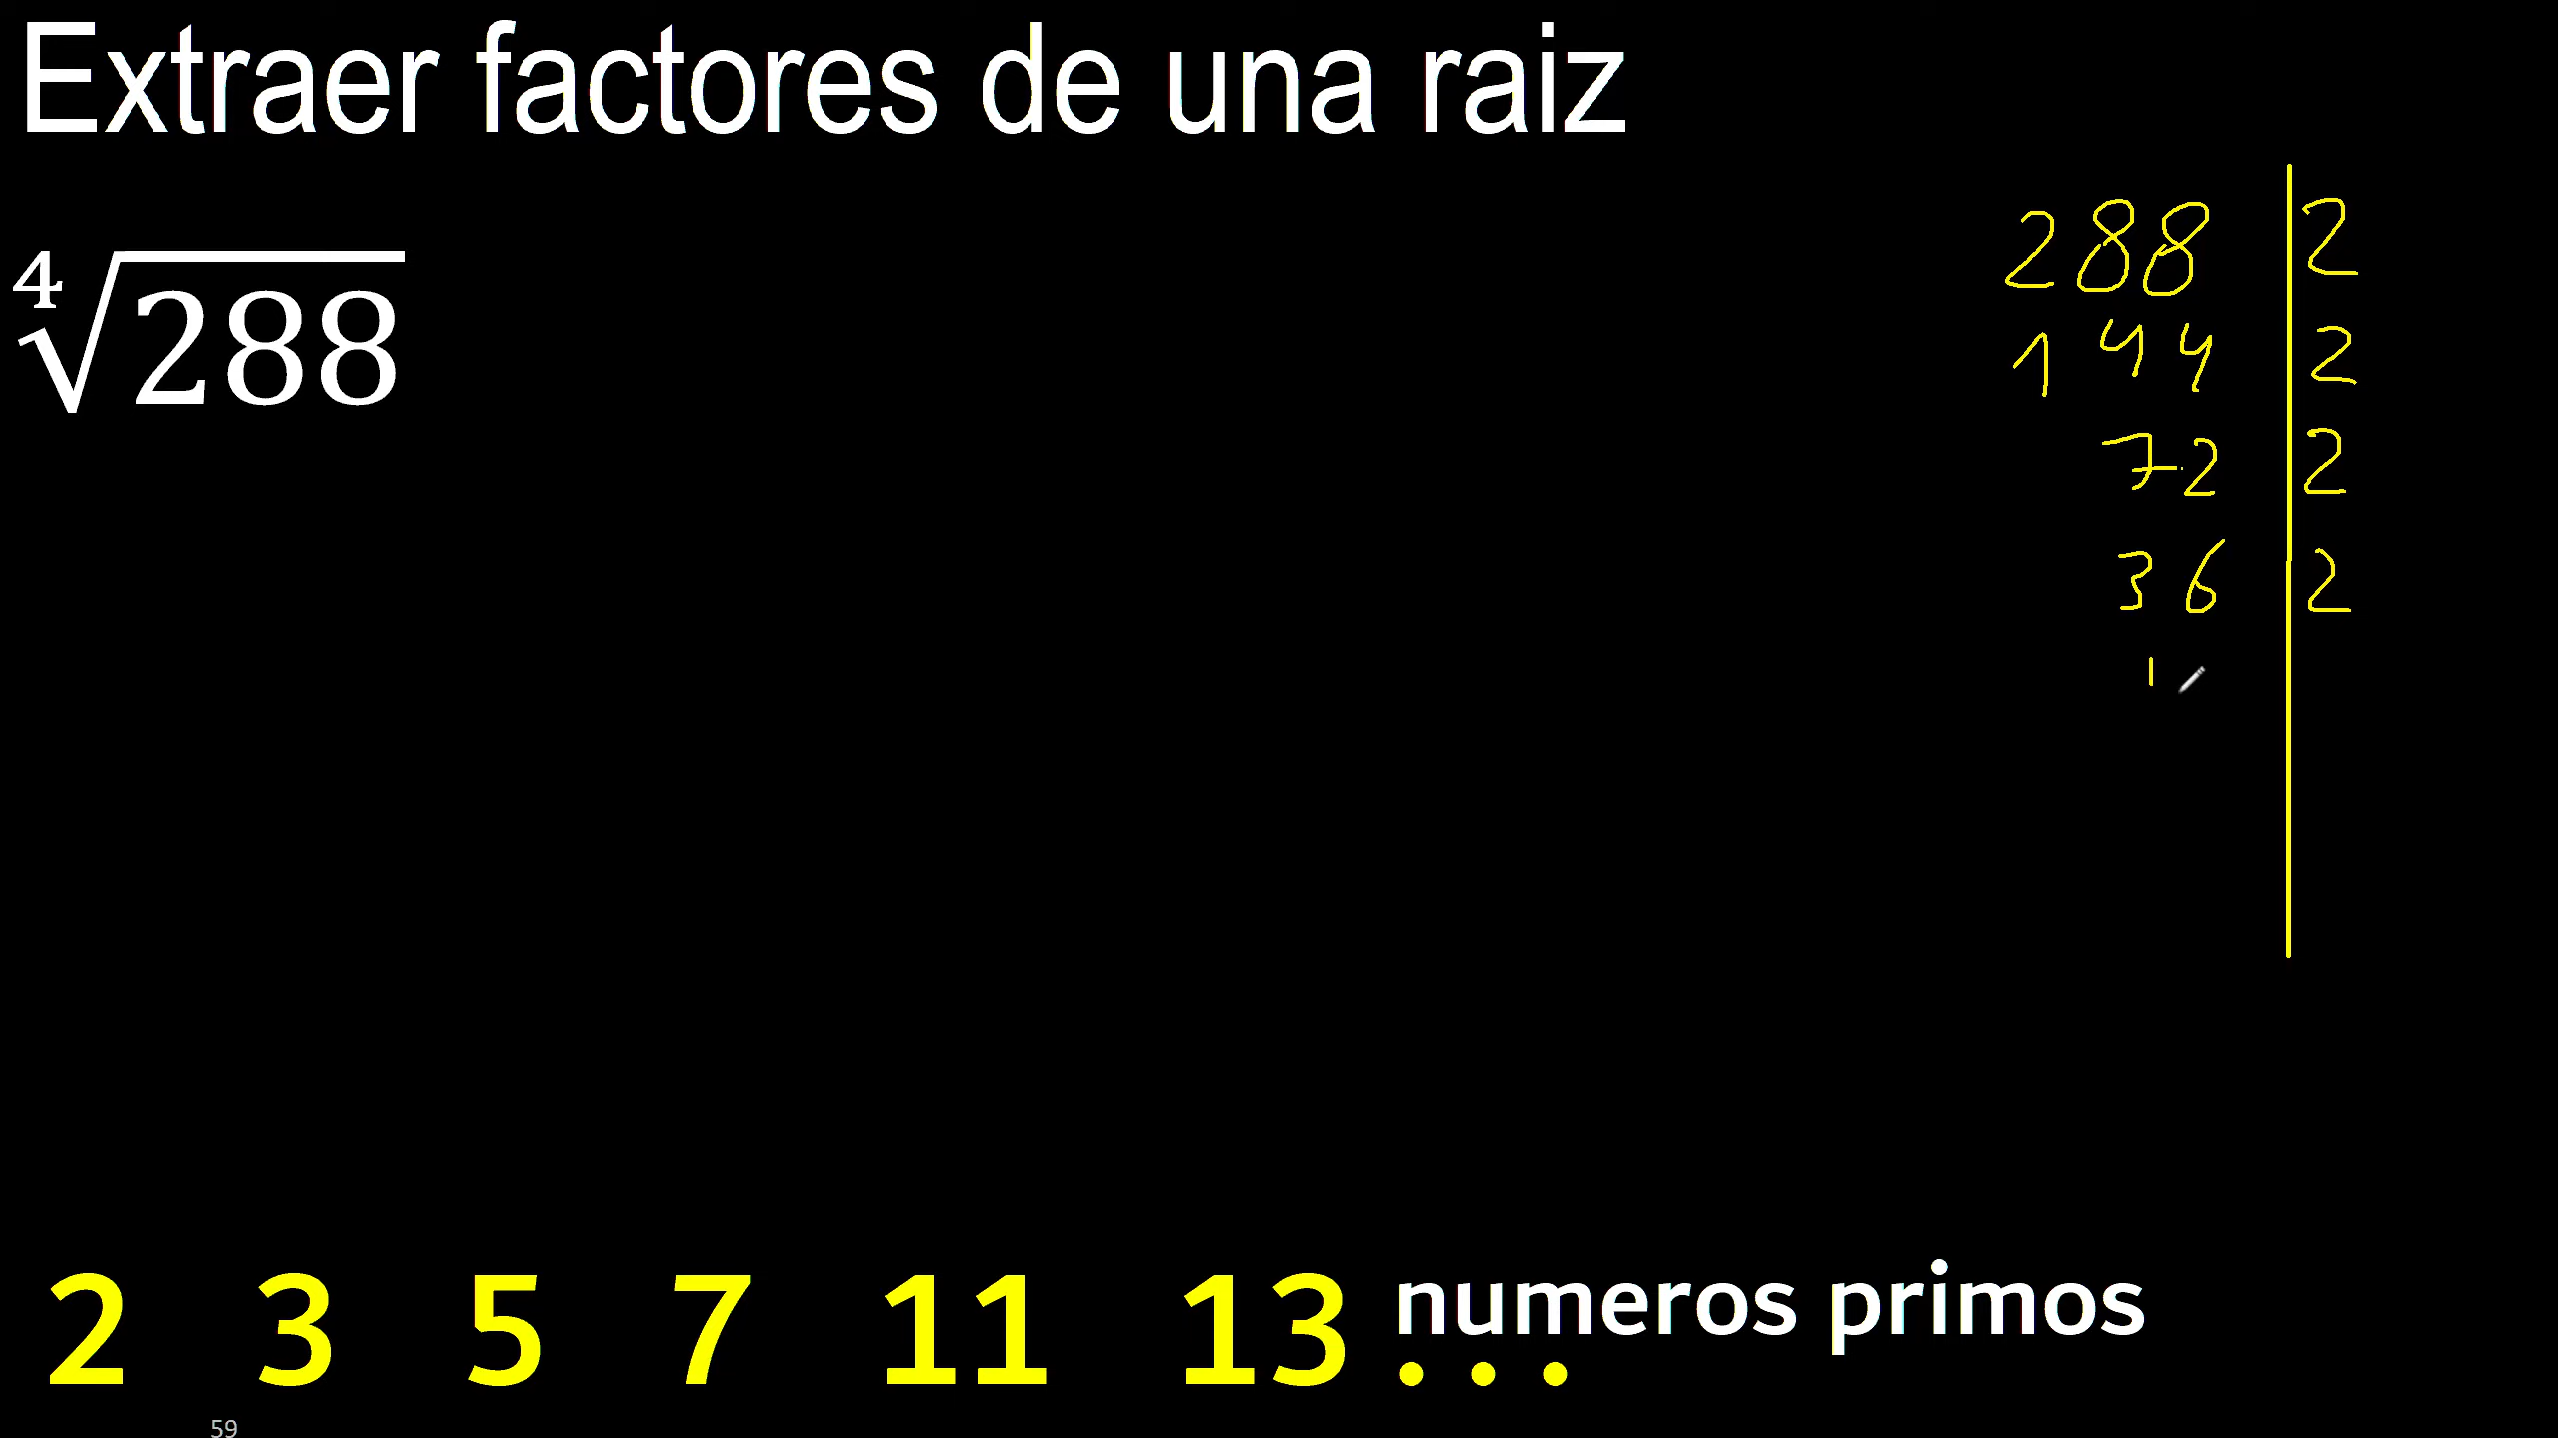 Extraer factores de una raiz
4√288
288 | 2
144 | 2
72 | 2
36 | 2
1
2 3 5 7 11 13 ... numeros primos
59